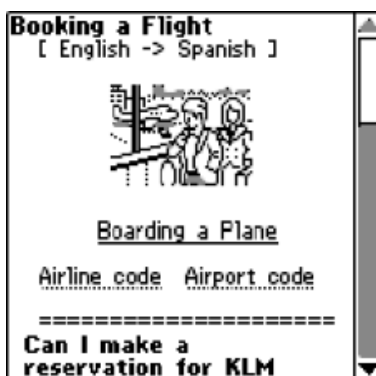 Booking a Flight
[ English -> Spanish ]
Boarding a Plane
Airline code Airport code
======================
Can I make a
reservation for KLM